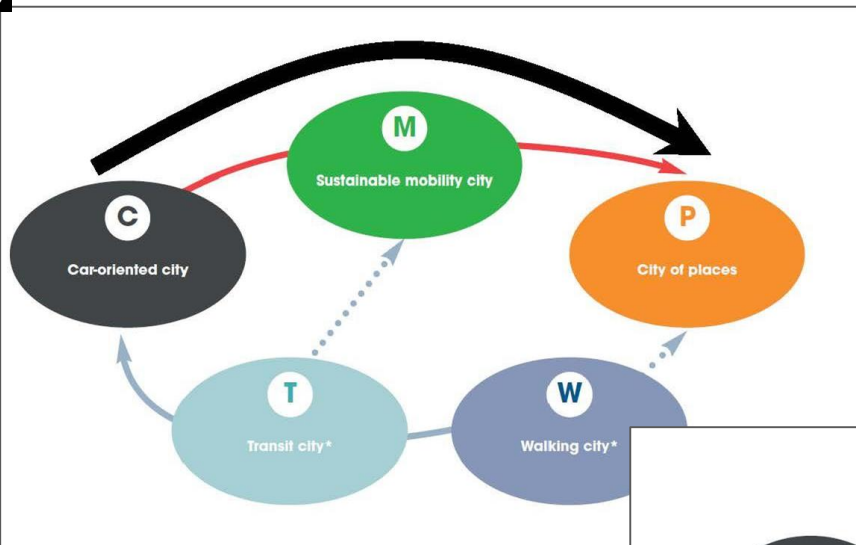 M
Sustainable mobility city
C
Car-oriented city
P
City of places
T
Transit city*
W
Walking city*